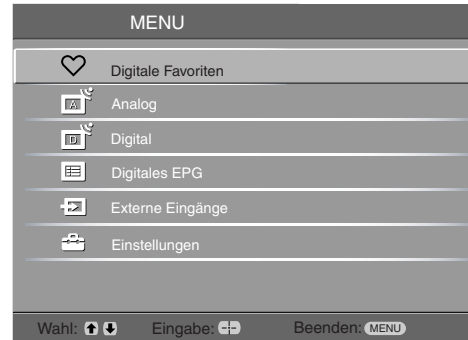 MENU
Digitale Favoriten
A Analog
D Digital
Digitales EPG
Externe Eingänge
Einstellungen
Wahl: Eingabe: Beenden: MENU